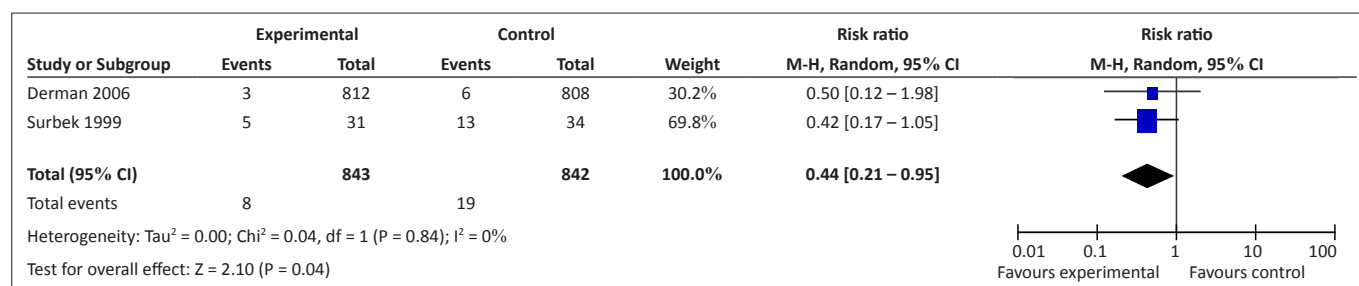 Experimental Control Risk ratio Risk ratio
Study or Subgroup Events Total Events Total Weight M-H, Random, 95% CI M-H, Random, 95% CI
Derman 2006 3 812 6 808 30.2% 0.50 [0.12 – 1.98]
Surbek 1999 5 31 13 34 69.8% 0.42 [0.17 – 1.05]
Total (95% CI) 843 842 100.0% 0.44 [0.21 – 0.95]
Total events 8 19
Heterogeneity: Tau² = 0.00; Chi² = 0.04, df = 1 (P = 0.84); I² = 0%
Test for overall effect: Z = 2.10 (P = 0.04)
0.01 0.1 1 10 100
Favours experimental Favours control